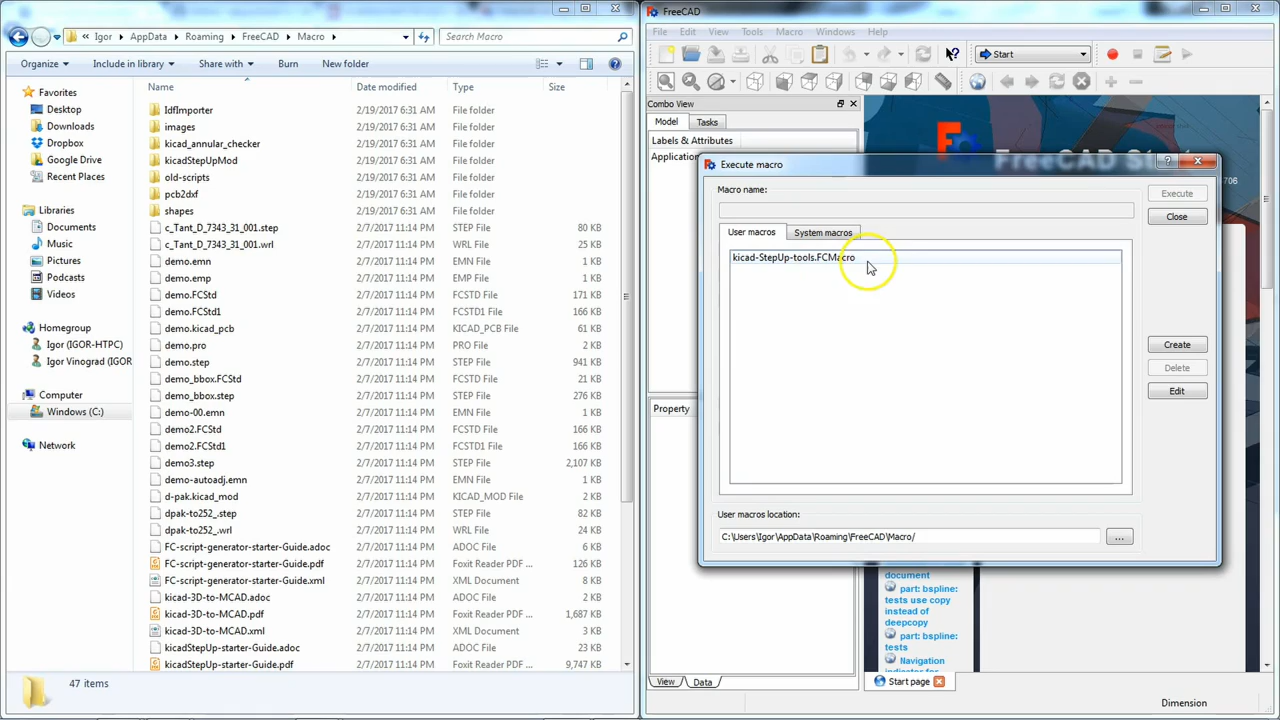 Igor ▸ AppData ▸ Roaming ▸ FreeCAD ▸ Macro ▸
Search Macro
Organize
Include in library
Share with
Burn
New folder
Name
Date modified
Type
Size
Favorites
Desktop
Downloads
Dropbox
Google Drive
Recent Places
Libraries
Documents
Music
Pictures
Podcasts
Videos
Homegroup
Igor (IGOR-HTPC)
Igor Vinograd (IGOR
Computer
Windows (C:)
Network
IdfImporter 2/19/2017 6:31 AM File folder
images 2/19/2017 6:31 AM File folder
kicad_annular_checker 2/19/2017 6:31 AM File folder
kicadStepUpMod 2/19/2017 6:31 AM File folder
old-scripts 2/19/2017 6:31 AM File folder
pcb2dxf 2/19/2017 6:31 AM File folder
shapes 2/19/2017 6:31 AM File folder
c_Tant_D_7343_31_001.step 2/7/2017 11:14 PM STEP File 80 KB
c_Tant_D_7343_31_001.wrl 2/7/2017 11:14 PM WRL File 25 KB
demo.emn 2/7/2017 11:14 PM EMN File 1 KB
demo.emp 2/7/2017 11:14 PM EMP File 1 KB
demo.FCStd 2/7/2017 11:14 PM FCSTD File 171 KB
demo.FCStd1 2/7/2017 11:14 PM FCSTD1 File 166 KB
demo.kicad_pcb 2/7/2017 11:14 PM KICAD_PCB File 61 KB
demo.pro 2/7/2017 11:14 PM PRO File 2 KB
demo.step 2/7/2017 11:14 PM STEP File 941 KB
demo_bbox.FCStd 2/7/2017 11:14 PM FCSTD File 21 KB
demo_bbox.step 2/7/2017 11:14 PM STEP File 276 KB
demo-00.emn 2/7/2017 11:14 PM EMN File 1 KB
demo2.FCStd 2/7/2017 11:14 PM FCSTD File 166 KB
demo2.FCStd1 2/7/2017 11:14 PM FCSTD1 File 166 KB
demo3.step 2/7/2017 11:14 PM STEP File 2,107 KB
demo-autoadj.emn 2/7/2017 11:14 PM EMN File 1 KB
d-pak.kicad_mod 2/7/2017 11:14 PM KICAD_MOD File 2 KB
dpak-to252_.step 2/7/2017 11:14 PM STEP File 82 KB
dpak-to252_.wrl 2/7/2017 11:14 PM WRL File 24 KB
FC-script-generator-starter-Guide.adoc 2/7/2017 11:14 PM ADOC File 2 KB
FC-script-generator-starter-Guide.pdf 2/7/2017 11:14 PM Foxit Reader PDF ... 126 KB
FC-script-generator-starter-Guide.xml 2/7/2017 11:14 PM XML Document 8 KB
kicad-3D-to-MCAD.adoc 2/7/2017 11:14 PM ADOC File 2 KB
kicad-3D-to-MCAD.pdf 2/7/2017 11:14 PM Foxit Reader PDF ... 1,687 KB
kicad-3D-to-MCAD.xml 2/7/2017 11:14 PM XML Document 3 KB
kicadStepUp-starter-Guide.adoc 2/7/2017 11:14 PM ADOC File 23 KB
kicadStepUp-starter-Guide.pdf 2/7/2017 11:14 PM Foxit Reader PDF ... 9,747 KB
47 items
FreeCAD
File Edit View Tools Macro Windows Help
Start
Combo View
Model
Tasks
Labels & Attributes
Applicatio
FreeCAD St
706
Execute macro
Macro name:
Execute
Close
User macros
System macros
kicad-StepUp-tools.FCMacro
Create
Delete
Edit
User macros location:
C:\Users\Igor\AppData\Roaming\FreeCAD\Macro/
...
Property
document
part: bspline:
tests use copy
instead of
deepcopy
part: bspline:
tests
Navigation
View
Data
Start page
Dimension